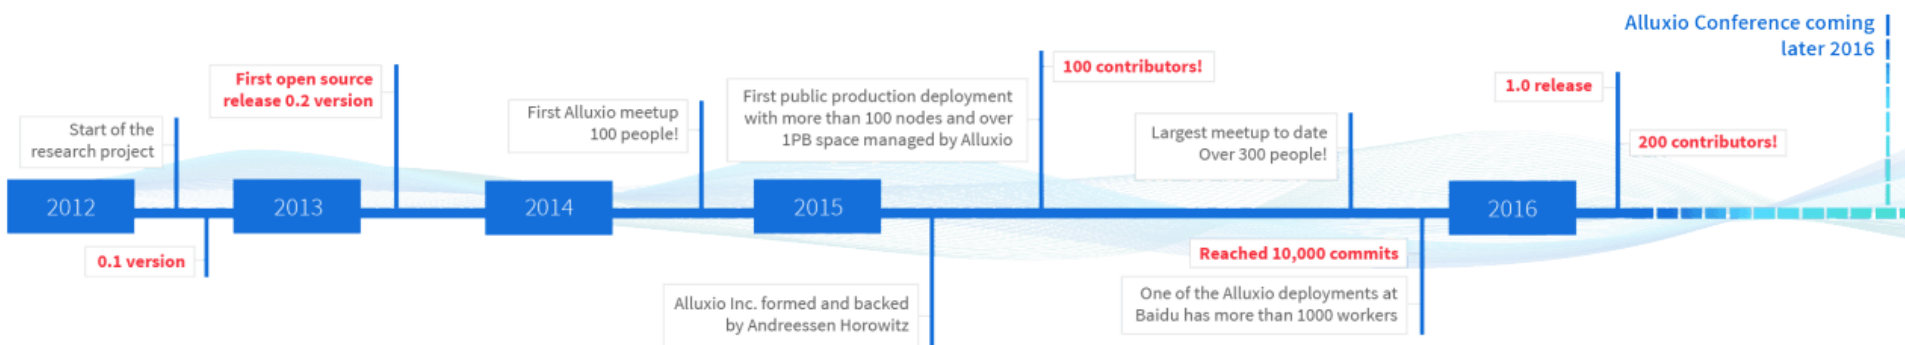 Alluxio Conference coming
later 2016
First open source
release 0.2 version
100 contributors!
1.0 release
First Alluxio meetup
100 people!
First public production deployment
with more than 100 nodes and over
1PB space managed by Alluxio
Start of the
research project
Largest meetup to date
Over 300 people!
200 contributors!
2012
2013
2014
2015
2016
0.1 version
Reached 10,000 commits
Alluxio Inc. formed and backed
by Andreessen Horowitz
One of the Alluxio deployments at
Baidu has more than 1000 workers